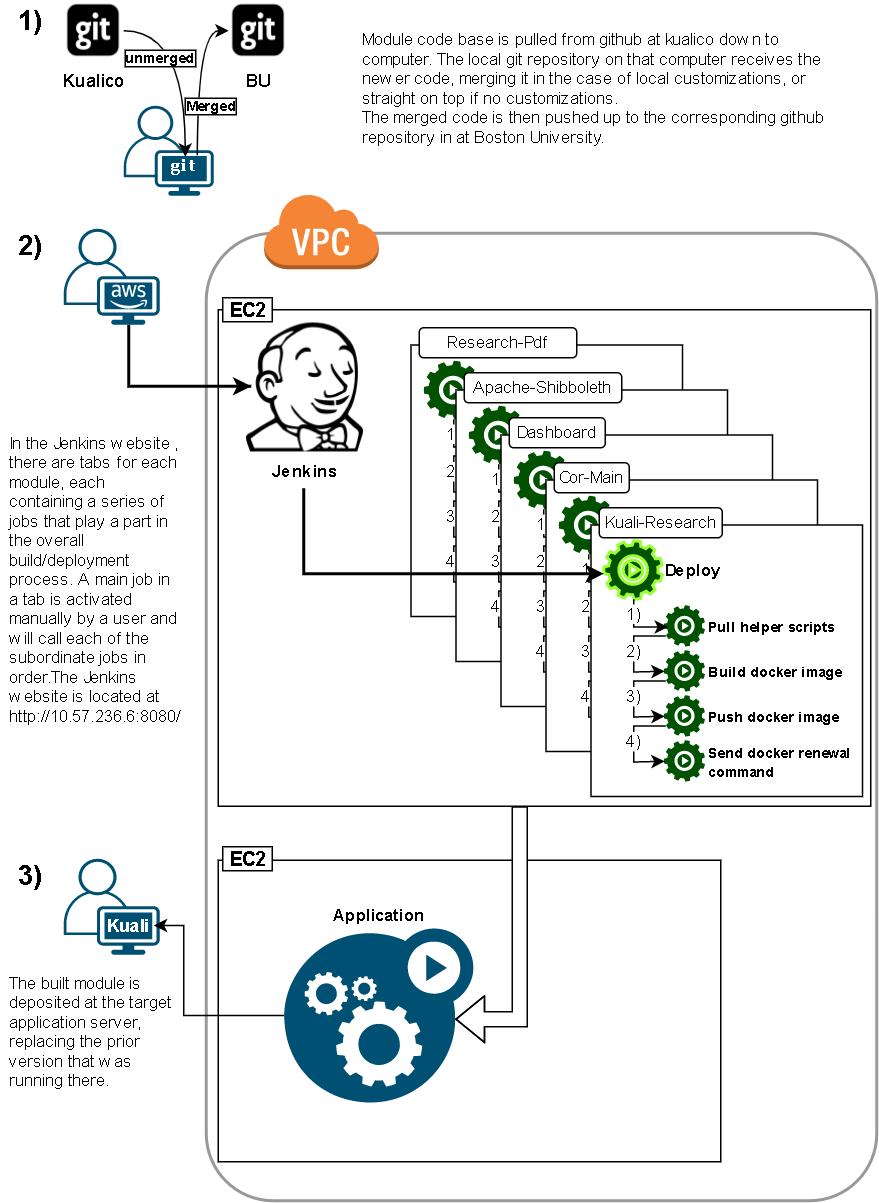 1)
git
git
unmerged
Kualico
BU
Merged
git
Module code base is pulled from github at kualico down to
computer. The local git repository on that computer receives the
newer code, merging it in the case of local customizations, or
straight on top if no customizations.
The merged code is then pushed up to the corresponding github
repository in at Boston University.
2)
aws
VPC
EC2
Jenkins
In the Jenkins website ,
there are tabs for each
module, each
containing a series of
jobs that play a part in
the overall
build/deployment
process. A main job in
a tab is activated
manually by a user and
will call each of the
subordinate jobs in
order.The Jenkins
website is located at
http://10.57.236.6:8080/
Research-Pdf
1
2
3
4
Apache-Shibboleth
1
2
3
4
Dashboard
1
2
3
4
Cor-Main
1
2
3
4
Kuali-Research
Deploy
1)
Pull helper scripts
2)
Build docker image
3)
Push docker image
4)
Send docker renewal
command
3)
Kuali
The built module is
deposited at the target
application server,
replacing the prior
version that was
running there.
EC2
Application